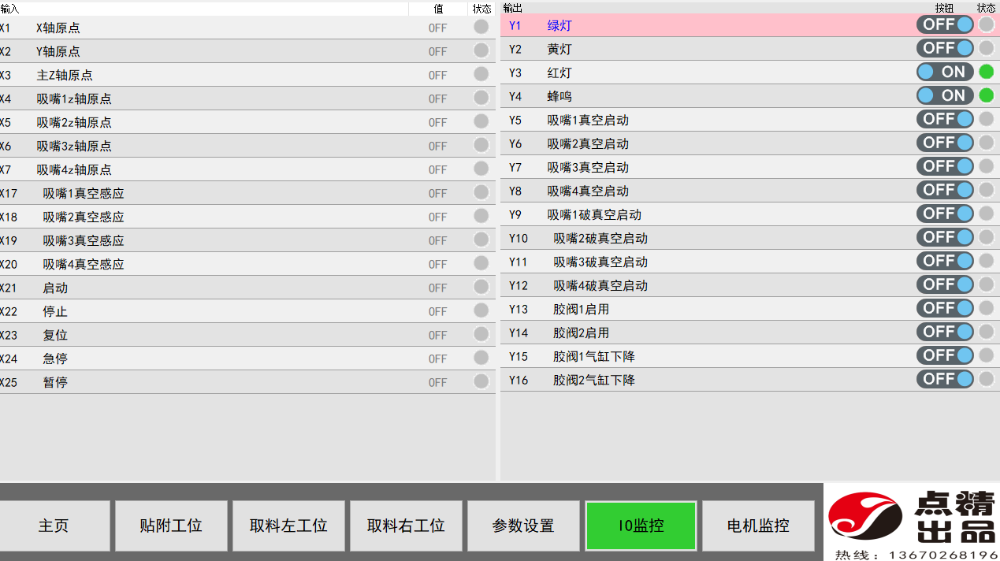 输入 值 状态
X1 X轴原点 OFF
X2 Y轴原点 OFF
X3 主Z轴原点 OFF
X4 吸嘴1z轴原点 OFF
X5 吸嘴2z轴原点 OFF
X6 吸嘴3z轴原点 OFF
X7 吸嘴4z轴原点 OFF
X17 吸嘴1真空感应 OFF
X18 吸嘴2真空感应 OFF
X19 吸嘴3真空感应 OFF
X20 吸嘴4真空感应 OFF
X21 启动 OFF
X22 停止 OFF
X23 复位 OFF
X24 急停 OFF
X25 暂停 OFF
输出 按钮 状态
Y1 绿灯 OFF
Y2 黄灯 OFF
Y3 红灯 ON
Y4 蜂鸣 ON
Y5 吸嘴1真空启动 OFF
Y6 吸嘴2真空启动 OFF
Y7 吸嘴3真空启动 OFF
Y8 吸嘴4真空启动 OFF
Y9 吸嘴1破真空启动 OFF
Y10 吸嘴2破真空启动 OFF
Y11 吸嘴3破真空启动 OFF
Y12 吸嘴4破真空启动 OFF
Y13 胶阀1启用 OFF
Y14 胶阀2启用 OFF
Y15 胶阀1气缸下降 OFF
Y16 胶阀2气缸下降 OFF
主页 贴附工位 取料左工位 取料右工位 参数设置 IO监控 电机监控
点精
出品
热线：13670268196